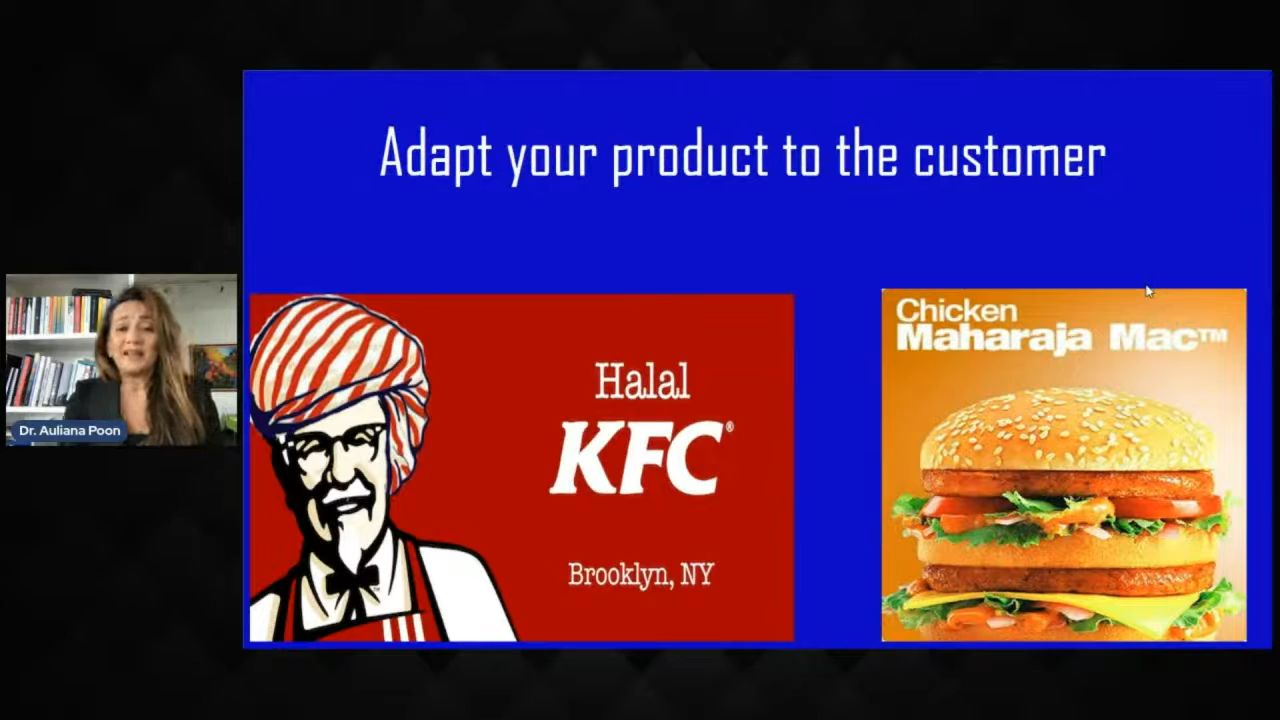 Adapt your product to the customer
Dr. Auliana Poon
Halal
KFC®
Brooklyn, NY
Chicken
Maharaja Mac™